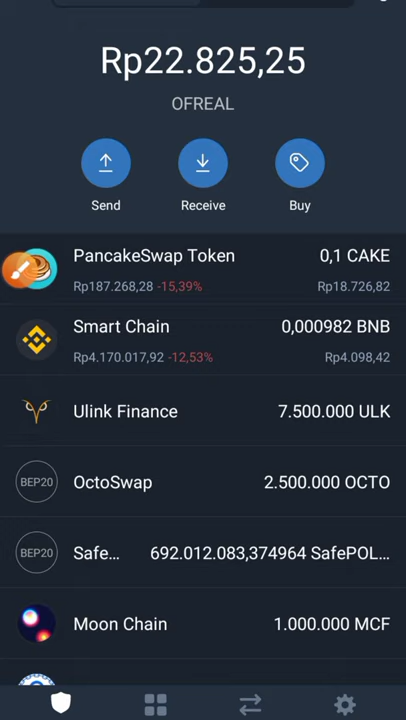 Rp22.825,25
OFREAL
Send Receive Buy
PancakeSwap Token 0,1 CAKE
Rp187.268,28 -15,39% Rp18.726,82
Smart Chain 0,000982 BNB
Rp4.170.017,92 -12,53% Rp4.098,42
Ulink Finance 7.500.000 ULK
BEP20 OctoSwap 2.500.000 OCTO
BEP20 Safe... 692.012.083,374964 SafePOL...
Moon Chain 1.000.000 MCF